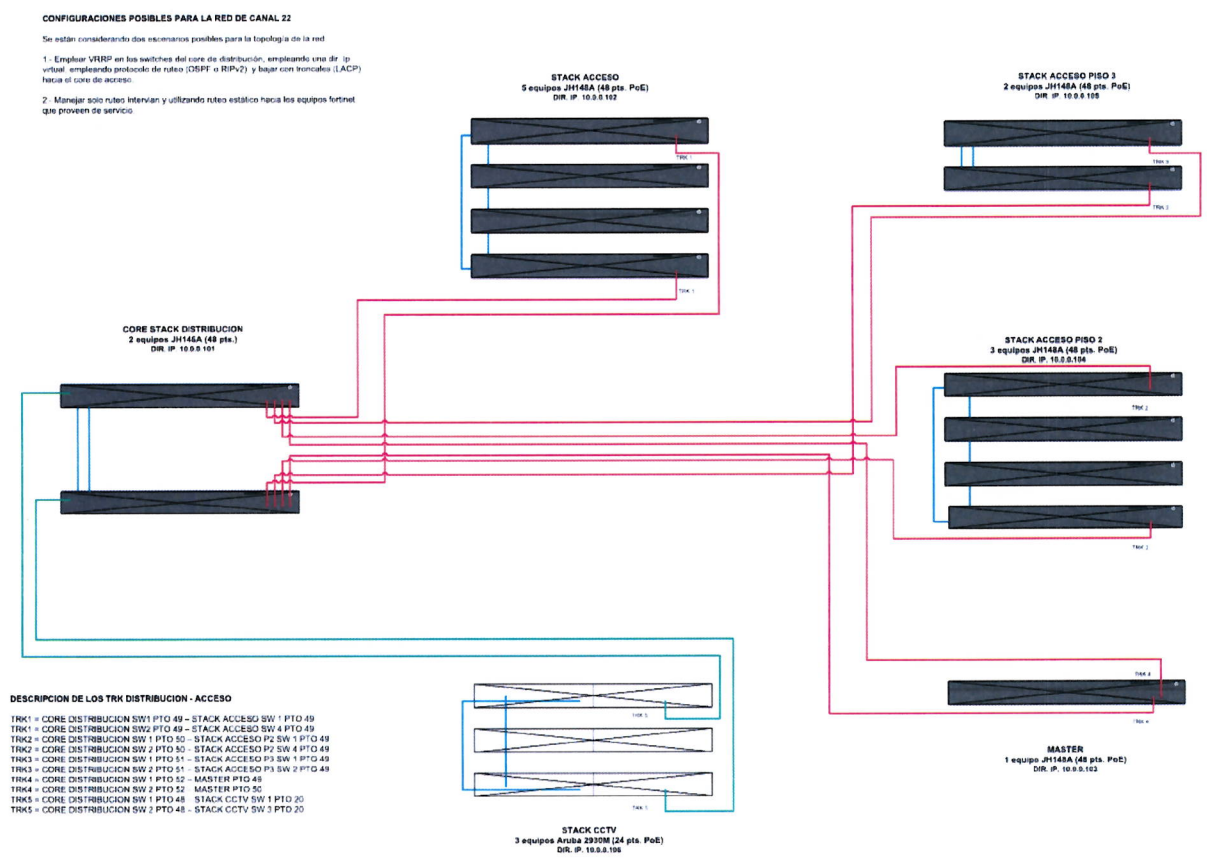 CONFIGURACIONES POSIBLES PARA LA RED DE CANAL 22
Se están considerando dos escenarios posibles para la topología de la red
1 - Emplear VRRP en los switches del core de distribución, empleando una dir. Ip
virtual, empleando protocolo de ruteo (OSPF o RIPv2) y bajar con troncales (LACP)
hacia el core de acceso.
2 - Manejar solo ruteo Intervlan y utilizando ruteo estático hacia los equipos fortinet
que proveen de servicio
STACK ACCESO
5 equipos JH148A (48 pts. PoE)
DIR. IP. 10.0.0.102
TRK 1
TRK 1
STACK ACCESO PISO 3
2 equipos JH148A (48 pts. PoE)
DIR. IP. 10.0.0.105
TRK 3
TRK 3
CORE STACK DISTRIBUCION
2 equipos JH146A (48 pts.)
DIR. IP. 10.0.0.101
STACK ACCESO PISO 2
3 equipos JH148A (48 pts. PoE)
DIR. IP. 10.0.0.104
TRK 2
TRK 2
DESCRIPCION DE LOS TRK DISTRIBUCION - ACCESO
TRK1 = CORE DISTRIBUCION SW1 PTO 49 – STACK ACCESO SW 1 PTO 49
TRK1 = CORE DISTRIBUCION SW2 PTO 49 – STACK ACCESO SW 4 PTO 49
TRK2 = CORE DISTRIBUCION SW 1 PTO 50 – STACK ACCESO P2 SW 1 PTO 49
TRK2 = CORE DISTRIBUCION SW 2 PTO 50 – STACK ACCESO P2 SW 4 PTO 49
TRK3 = CORE DISTRIBUCION SW 1 PTO 51 – STACK ACCESO P3 SW 1 PTO 49
TRK3 = CORE DISTRIBUCION SW 2 PTO 51 – STACK ACCESO P3 SW 2 PTO 49
TRK4 = CORE DISTRIBUCION SW 1 PTO 52 – MASTER PTO 49
TRK4 = CORE DISTRIBUCION SW 2 PTO 52 – MASTER PTO 50
TRK5 = CORE DISTRIBUCION SW 1 PTO 48 – STACK CCTV SW 1 PTO 20
TRK5 = CORE DISTRIBUCION SW 2 PTO 48 – STACK CCTV SW 3 PTO 20
TRK 5
TRK 5
STACK CCTV
3 equipos Aruba 2930M (24 pts. PoE)
DIR. IP. 10.0.0.106
TRK 4
TRK 4
MASTER
1 equipo JH148A (48 pts. PoE)
DIR. IP. 10.0.0.103